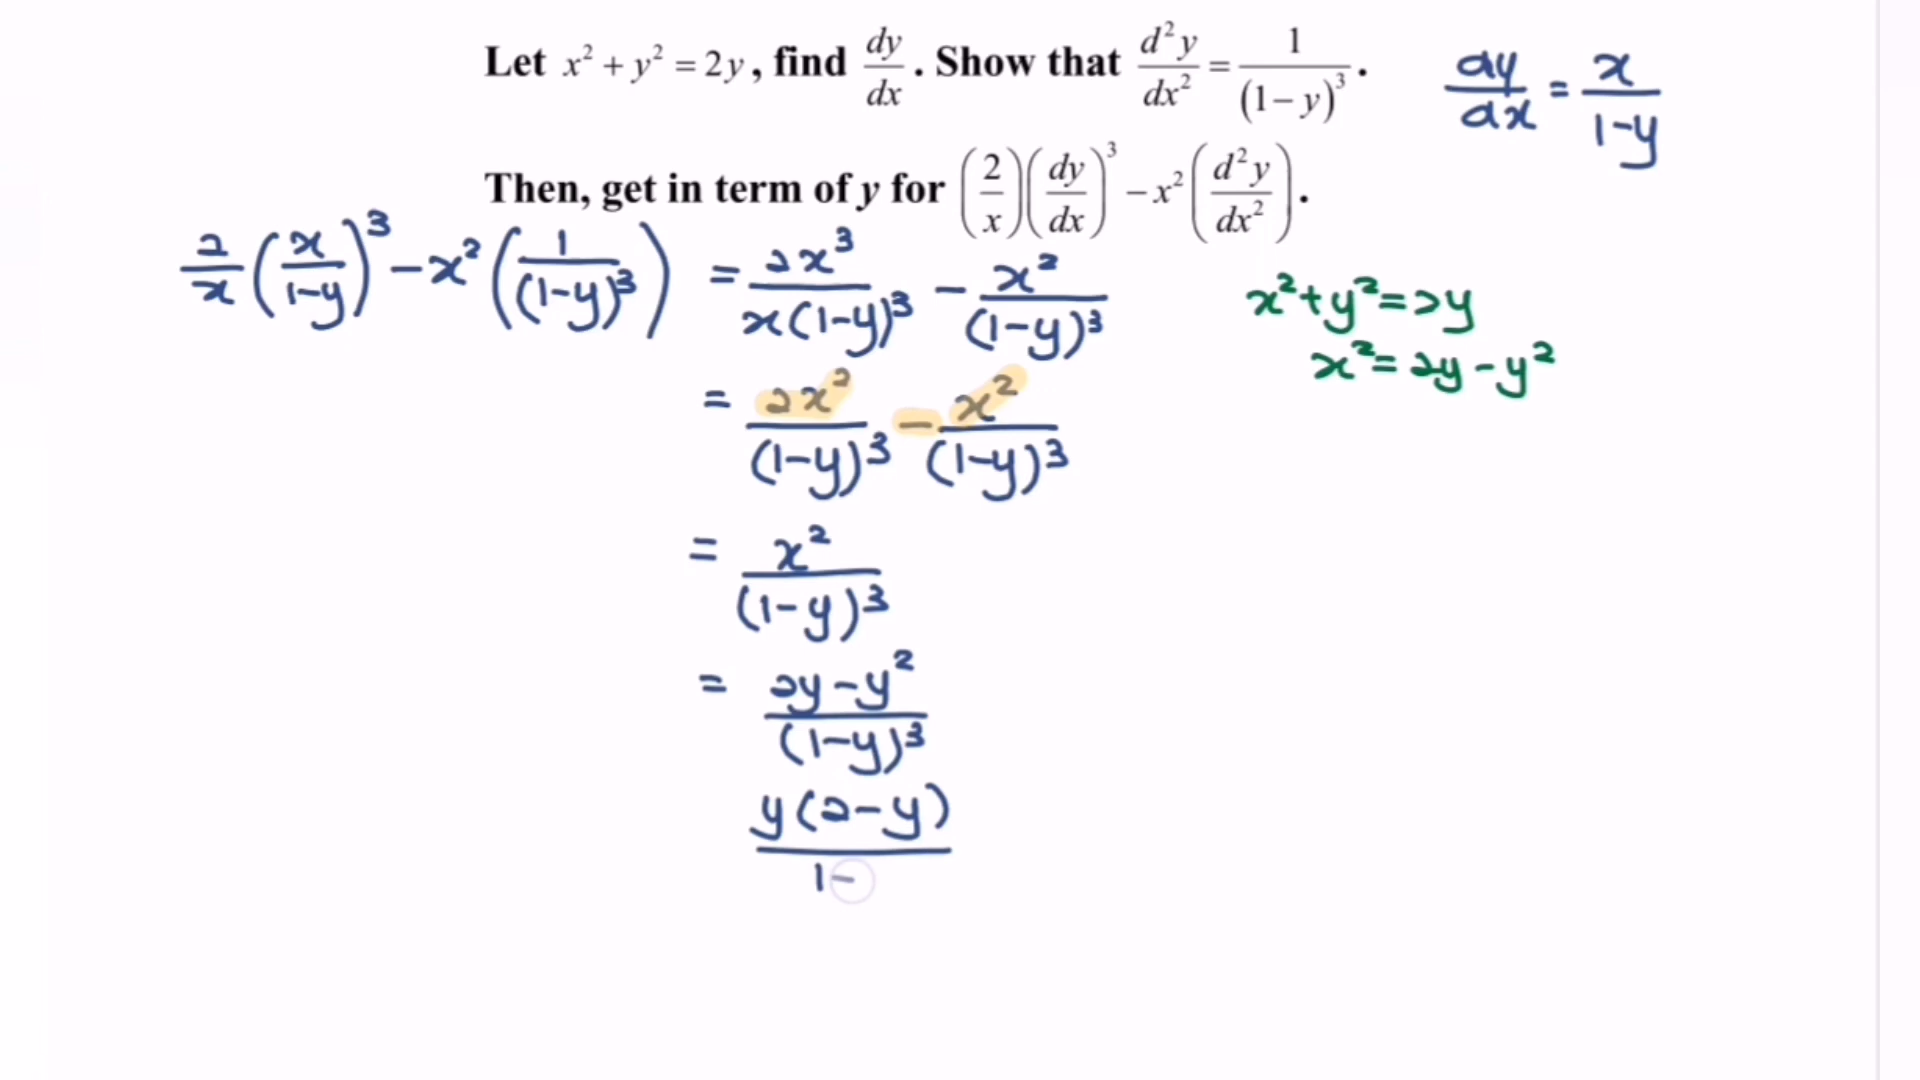 Let x² + y² = 2y, find dy/dx. Show that d²y/dx² = 1/(1−y)³.
dy/dx = x/(1-y)
Then, get in term of y for (2/x)(dy/dx)³ − x²(d²y/dx²).
2/x (x/(1-y))³ - x² (1/(1-y)³) = 2x³/(x(1-y)³) - x²/(1-y)³
x²+y²=2y
x²=2y-y²
= 2x²/(1-y)³ - x²/(1-y)³
= x²/(1-y)³
= (2y-y²)/(1-y)³
y(2-y)/1-